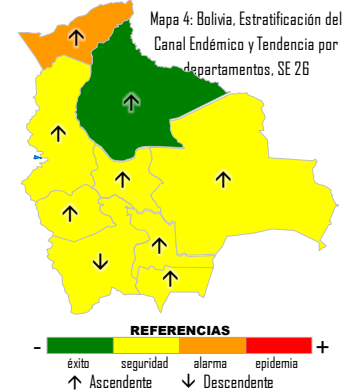 Mapa 4: Bolivia, Estratificación del
Canal Endémico y Tendencia por
departamentos, SE 26
REFERENCIAS
- +
éxito seguridad alarma epidemia
↑ Ascendente ↓ Descendente